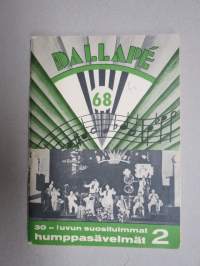 DALLAPÉ
68
30 - luvun suosituimmat
humppasävelmät 2